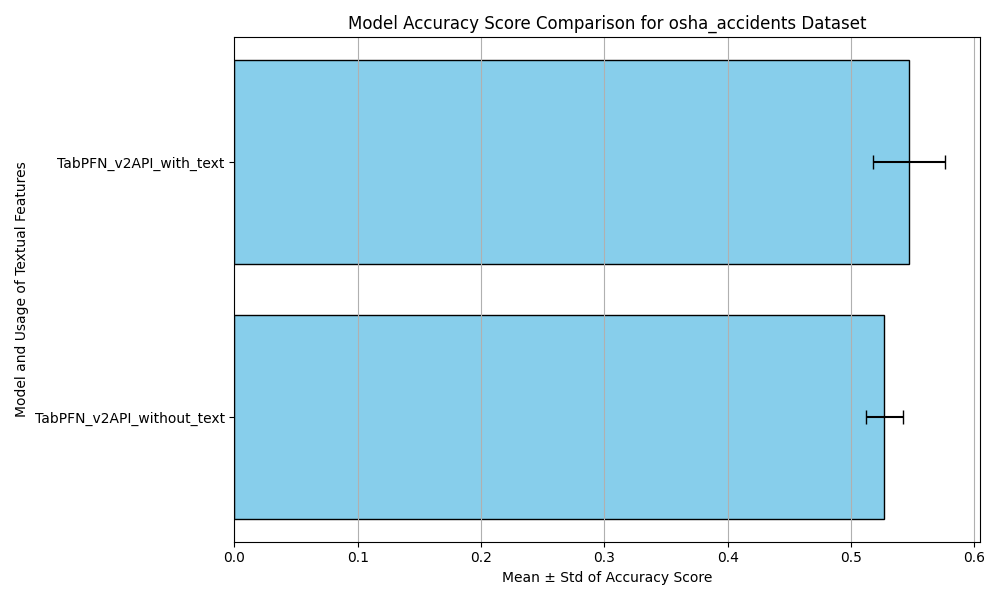 Model Accuracy Score Comparison for osha_accidents Dataset
Model and Usage of Textual Features
TabPFN_v2API_with_text
TabPFN_v2API_without_text
0.0 0.1 0.2 0.3 0.4 0.5 0.6
Mean ± Std of Accuracy Score